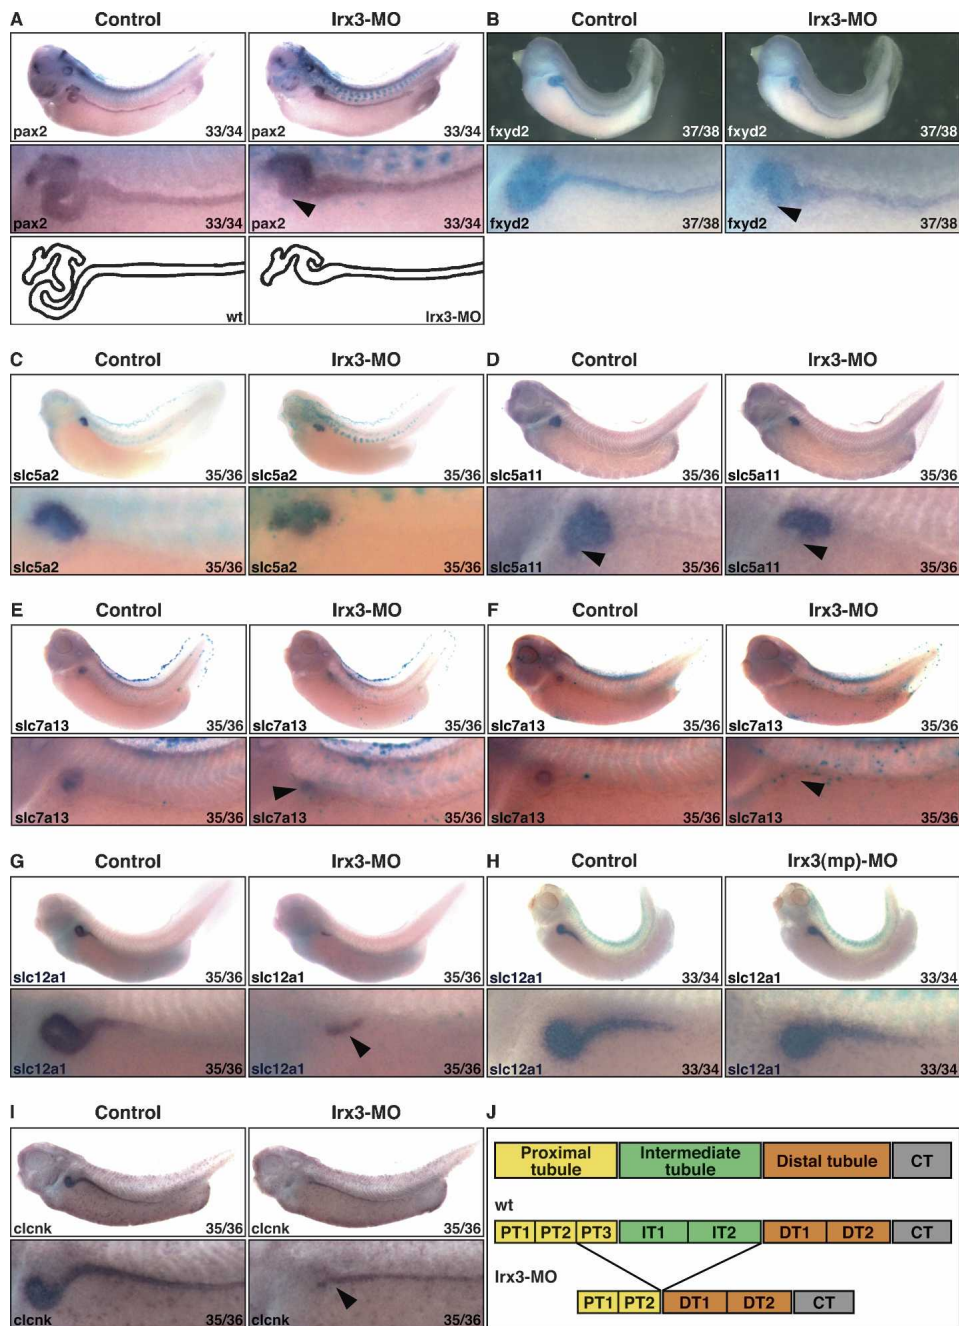 A Control Irx3-MO B Control Irx3-MO
pax2 33/34 pax2 33/34 fxyd2 37/38 fxyd2 37/38
pax2 33/34 pax2 33/34 fxyd2 37/38 fxyd2 37/38
wt Irx3-MO
C Control Irx3-MO D Control Irx3-MO
slc5a2 35/36 slc5a2 35/36 slc5a11 35/36 slc5a11 35/36
slc5a2 35/36 slc5a2 35/36 slc5a11 35/36 slc5a11 35/36
E Control Irx3-MO F Control Irx3-MO
slc7a13 35/36 slc7a13 35/36 slc7a13 35/36 slc7a13 35/36
slc7a13 35/36 slc7a13 35/36 slc7a13 35/36 slc7a13 35/36
G Control Irx3-MO H Control Irx3(mp)-MO
slc12a1 35/36 slc12a1 35/36 slc12a1 33/34 slc12a1 33/34
slc12a1 35/36 slc12a1 35/36 slc12a1 33/34 slc12a1 33/34
I Control Irx3-MO J
clcnk 35/36 clcnk 35/36
clcnk 35/36 clcnk 35/36
Proximal tubule Intermediate tubule Distal tubule CT
wt
PT1 PT2 PT3 IT1 IT2 DT1 DT2 CT
Irx3-MO
PT1 PT2 DT1 DT2 CT